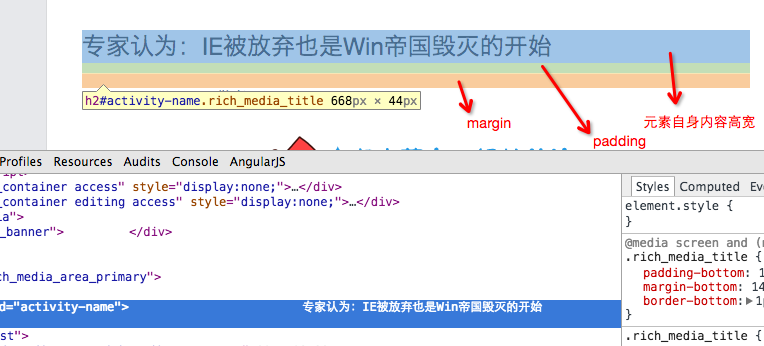 专家认为：IE被放弃也是Win帝国毁灭的开始
h2#activity-name.rich_media_title 668px × 44px
margin
padding
元素自身内容高宽
Profiles Resources Audits Console AngularJS
_container access" style="display:none;">…</div>
_container editing access" style="display:none;">…</div>
_banner"> </div>
ch_media_area_primary">
d="activity-name"> 专家认为：IE被放弃也是Win帝国毁灭的开始
st">
Styles Computed
element.style {
}
@media screen and (
.rich_media_title {
padding-bottom: 1
margin-bottom: 14
border-bottom:▶1
}
.rich_media_title {